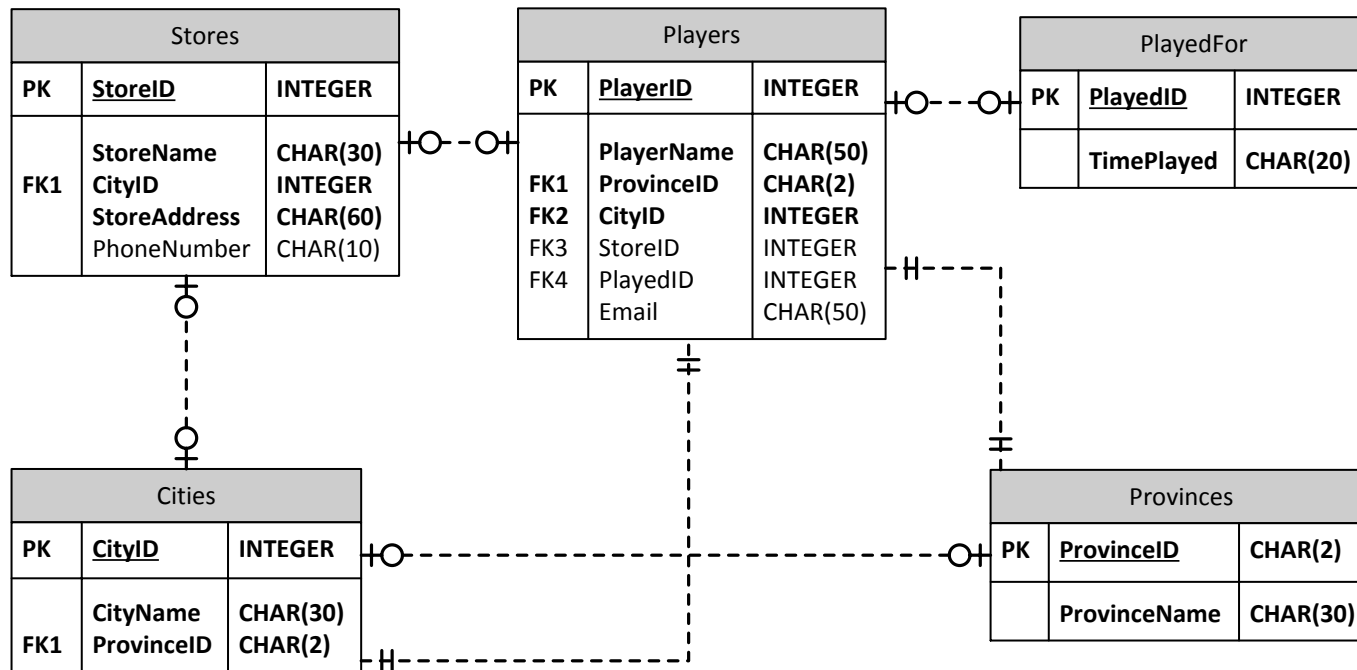 Stores
PK StoreID INTEGER
StoreName CHAR(30)
FK1 CityID INTEGER
StoreAddress CHAR(60)
PhoneNumber CHAR(10)
Players
PK PlayerID INTEGER
PlayerName CHAR(50)
FK1 ProvinceID CHAR(2)
FK2 CityID INTEGER
FK3 StoreID INTEGER
FK4 PlayedID INTEGER
Email CHAR(50)
PlayedFor
PK PlayedID INTEGER
TimePlayed CHAR(20)
Cities
PK CityID INTEGER
CityName CHAR(30)
FK1 ProvinceID CHAR(2)
Provinces
PK ProvinceID CHAR(2)
ProvinceName CHAR(30)